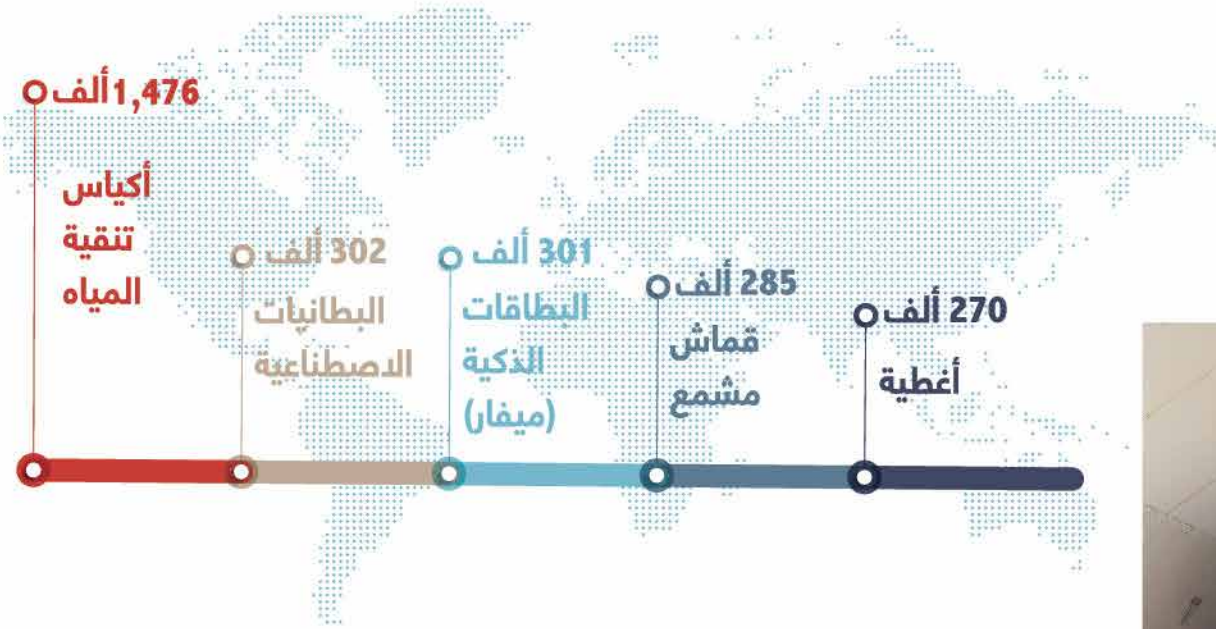 1,476 ألف
أكياس
تنقية
المياه
302 ألف
البطانيات
الاصطناعية
301 ألف
البطاقات
الذكية
(ميفار)
285 ألف
قماش
مشمع
270 ألف
أغطية